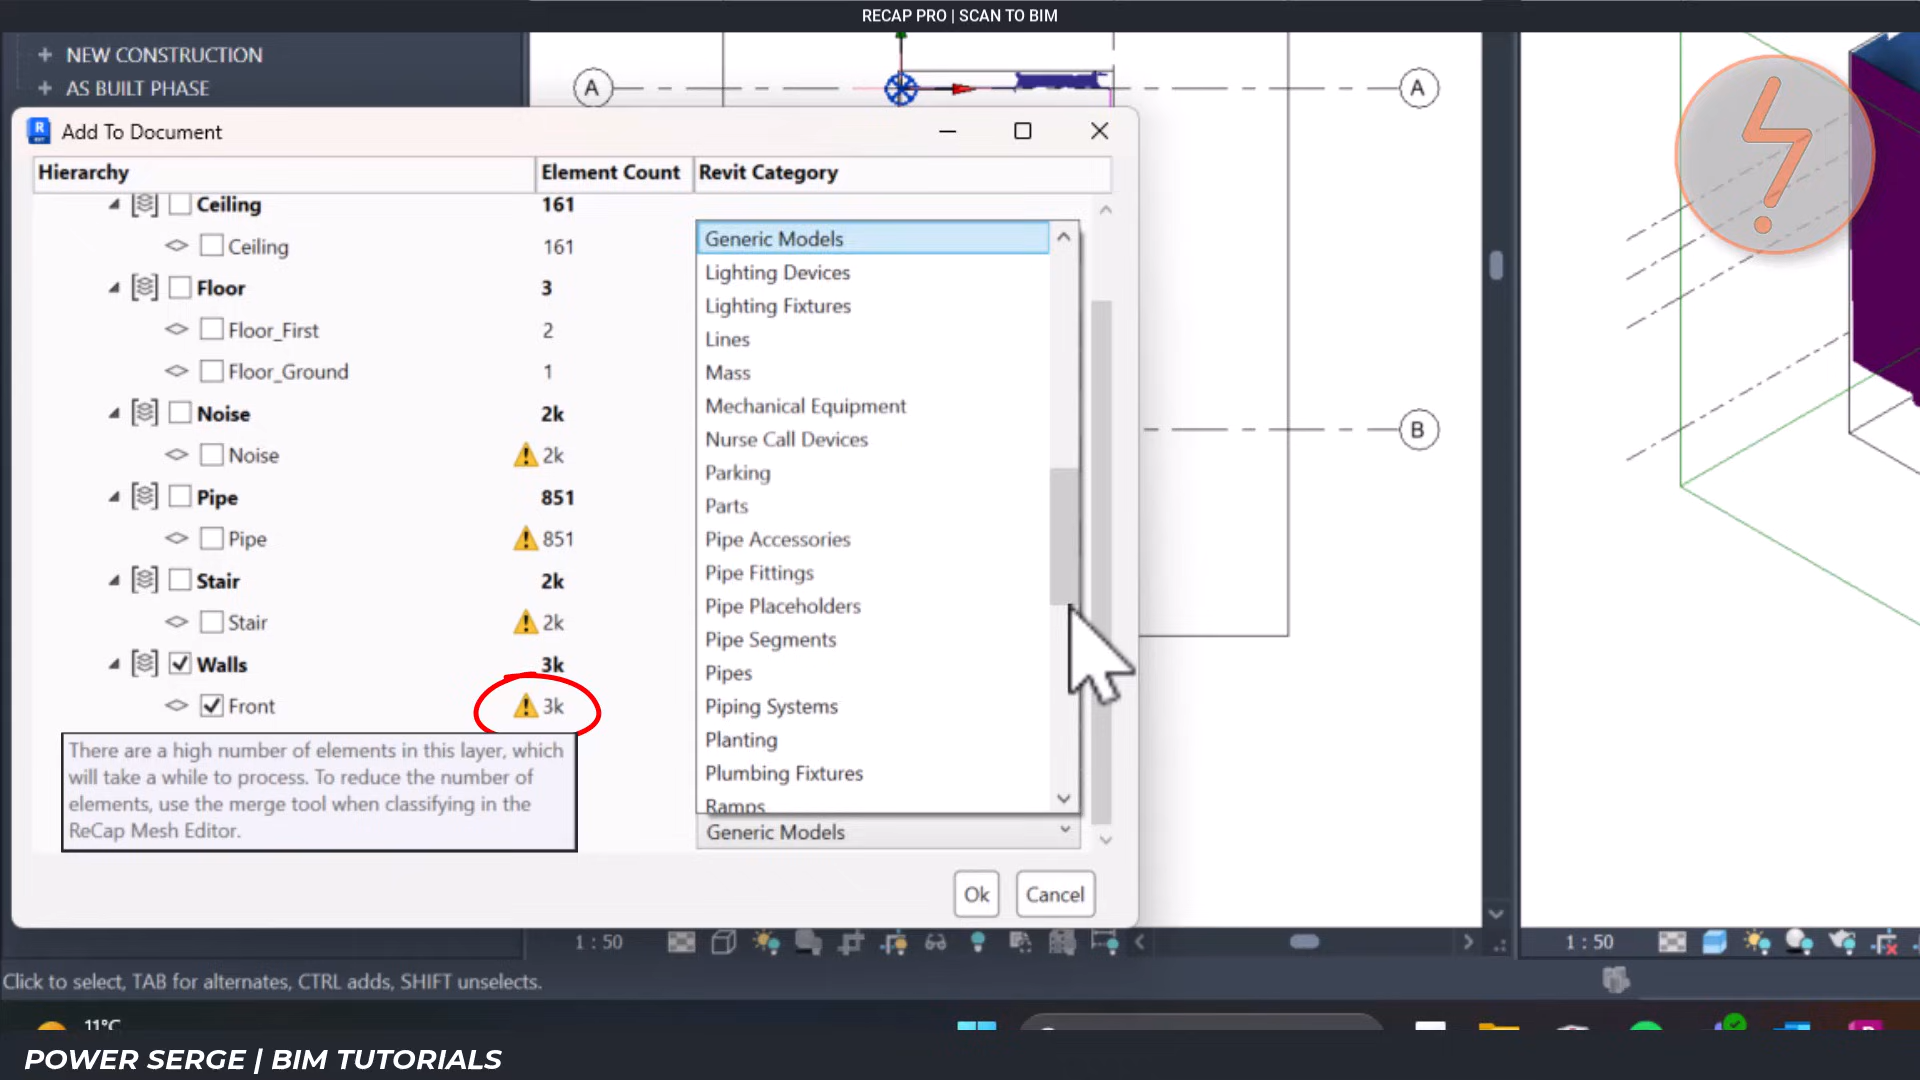 RECAP PRO | SCAN TO BIM
NEW CONSTRUCTION
AS BUILT PHASE
A
A
B
R
Add To Document
Hierarchy
Element Count
Revit Category
Ceiling 161
Ceiling 161
Floor 3
Floor_First 2
Floor_Ground 1
Noise 2k
Noise 2k
Pipe 851
Pipe 851
Stair 2k
Stair 2k
Walls 3k
Front 3k
There are a high number of elements in this layer, which
will take a while to process. To reduce the number of
elements, use the merge tool when classifying in the
ReCap Mesh Editor.
Generic Models
Lighting Devices
Lighting Fixtures
Lines
Mass
Mechanical Equipment
Nurse Call Devices
Parking
Parts
Pipe Accessories
Pipe Fittings
Pipe Placeholders
Pipe Segments
Pipes
Piping Systems
Planting
Plumbing Fixtures
Ramps
Generic Models
Ok
Cancel
1 : 50
1 : 50
Click to select, TAB for alternates, CTRL adds, SHIFT unselects.
11°C
POWER SERGE | BIM TUTORIALS